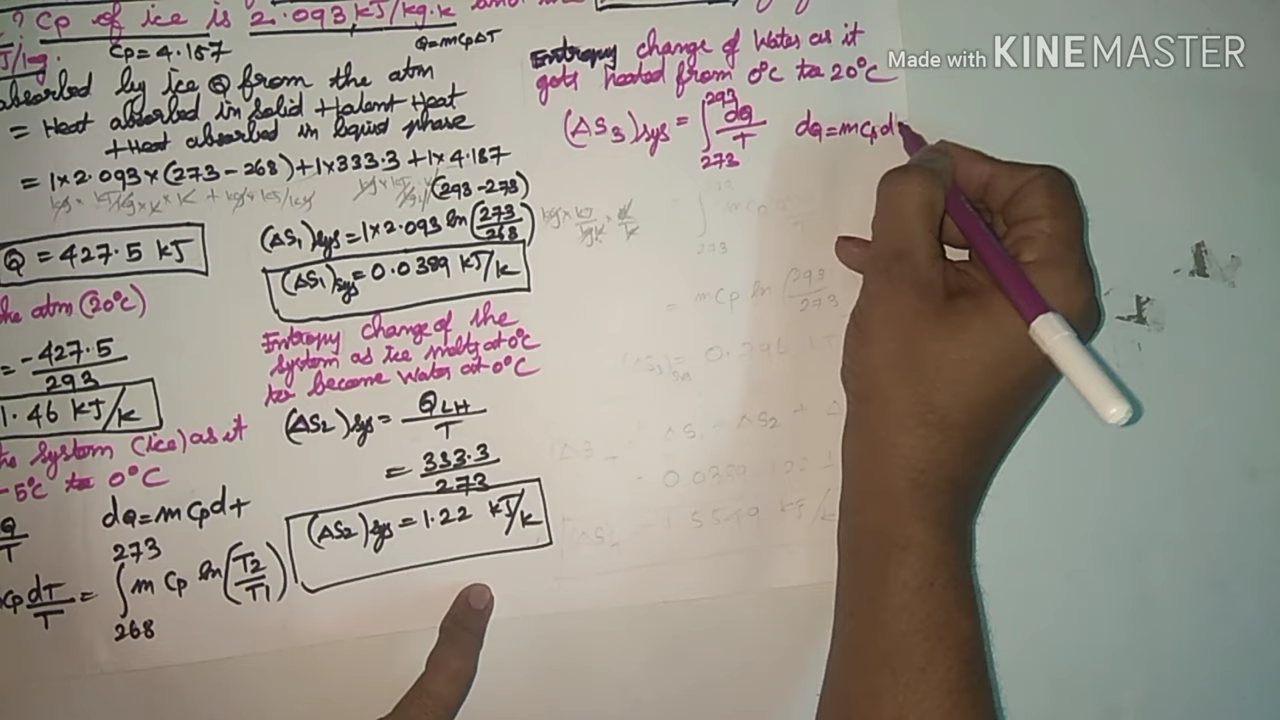 ? Cp of ice is 2.093 kJ/kg.k
Cp = 4.187
Q=mCpΔT
absorbed by ice Q from the atm
= Heat absorbed in solid + latent Heat
+ Heat absorbed in liquid phase
= 1×2.093×(273-268)+1×333.3+1×4.187
(293-273)
Q = 427.5 kJ
the atm (20°C)
= -427.5
293
1.46 kJ/k
the system (ice) as it
-5°C to 0°C
Q
T
dQ=mCpdt
Cp dT/T = ∫ m Cp ln(T2/T1)
273
268
(ΔS1)sys = 1×2.093 ln(273/268)
(ΔS1)sys = 0.0389 kJ/k
Entropy change of the
system as ice melts at 0°C
to become water at 0°C
(ΔS2)sys = QLH
T
= 333.3
273
(ΔS2)sys = 1.22 kJ/k
Entropy change of water as it
gets heated from 0°C to 20°C
(ΔS3)sys = ∫ dQ/T dQ=mCpd
293
273
Made with KINEMASTER